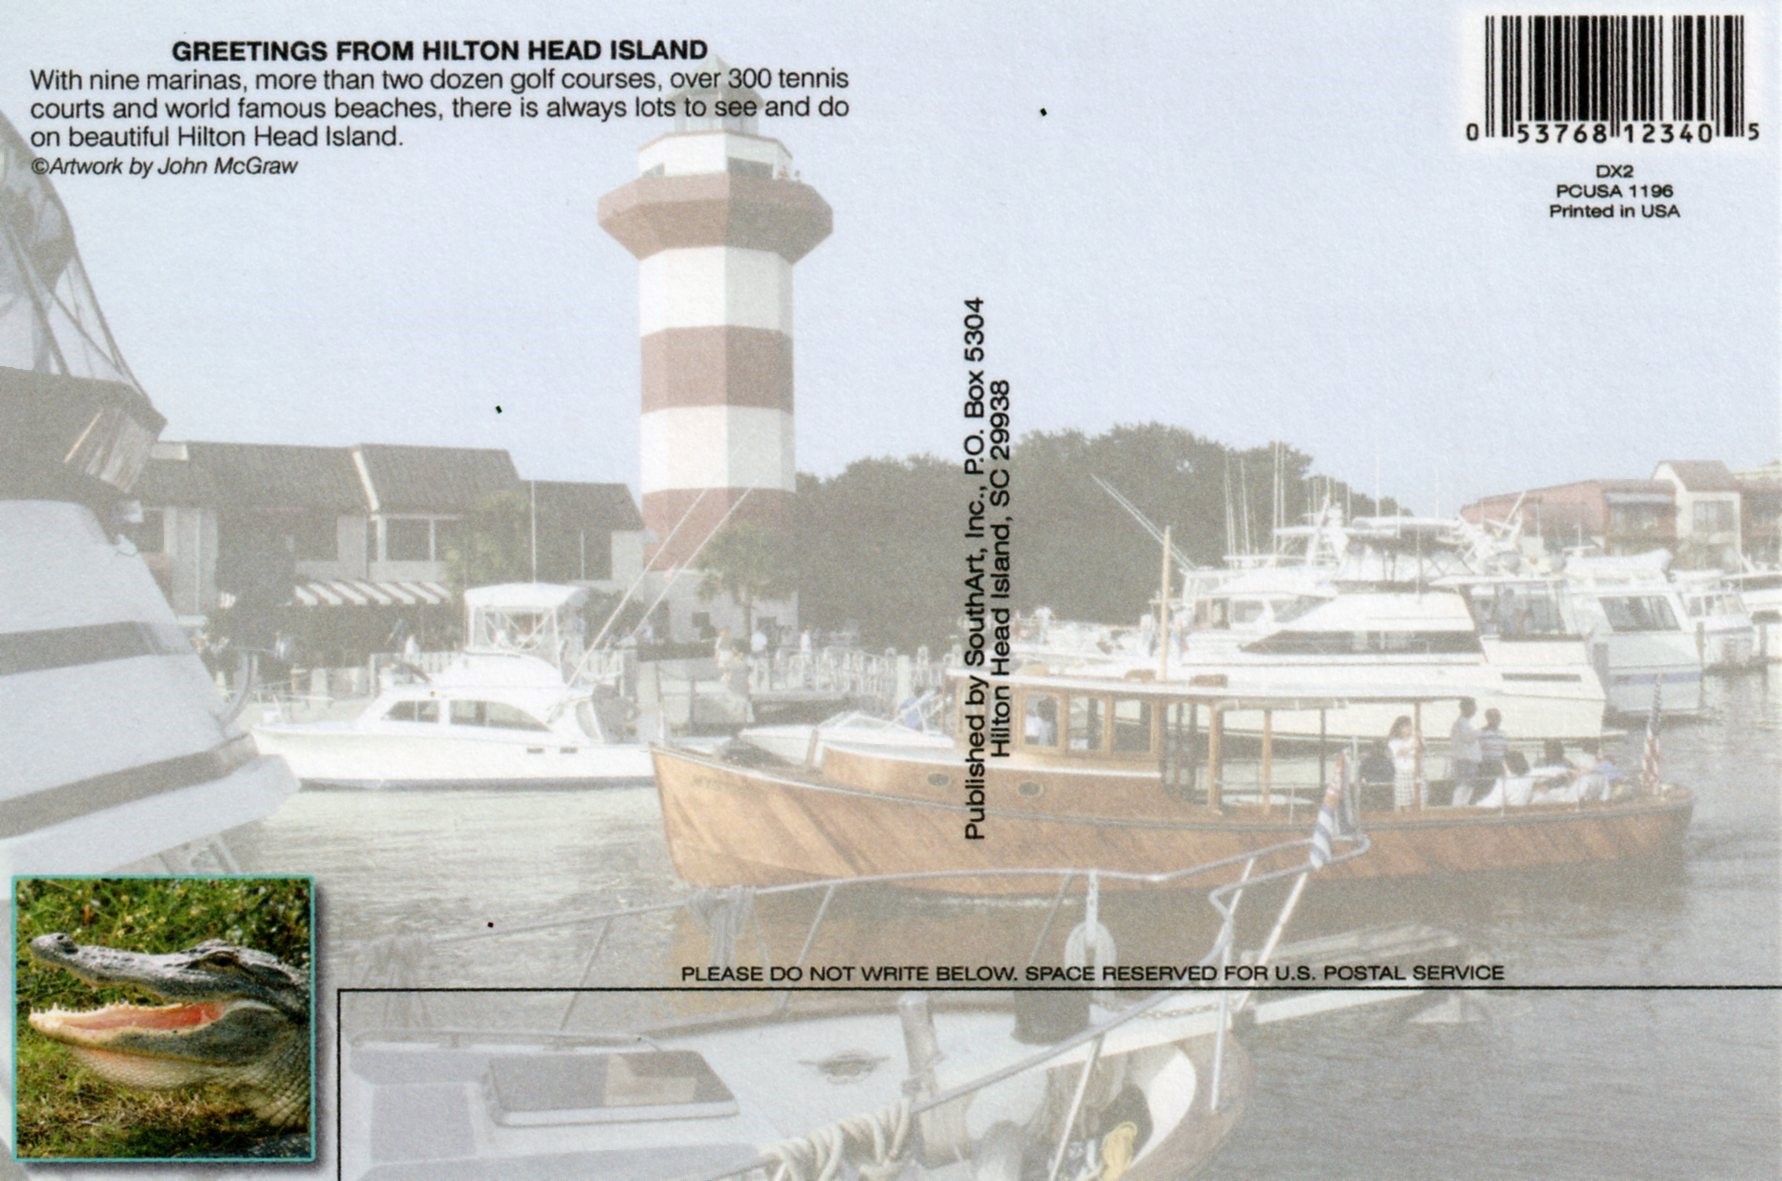 GREETINGS FROM HILTON HEAD ISLAND
With nine marinas, more than two dozen golf courses, over 300 tennis
courts and world famous beaches, there is always lots to see and do
on beautiful Hilton Head Island.
©Artwork by John McGraw
0 53768 12340 5
DX2
PCUSA 1196
Printed in USA
Published by SouthArt, Inc., P.O. Box 5304
Hilton Head Island, SC 29938
PLEASE DO NOT WRITE BELOW. SPACE RESERVED FOR U.S. POSTAL SERVICE